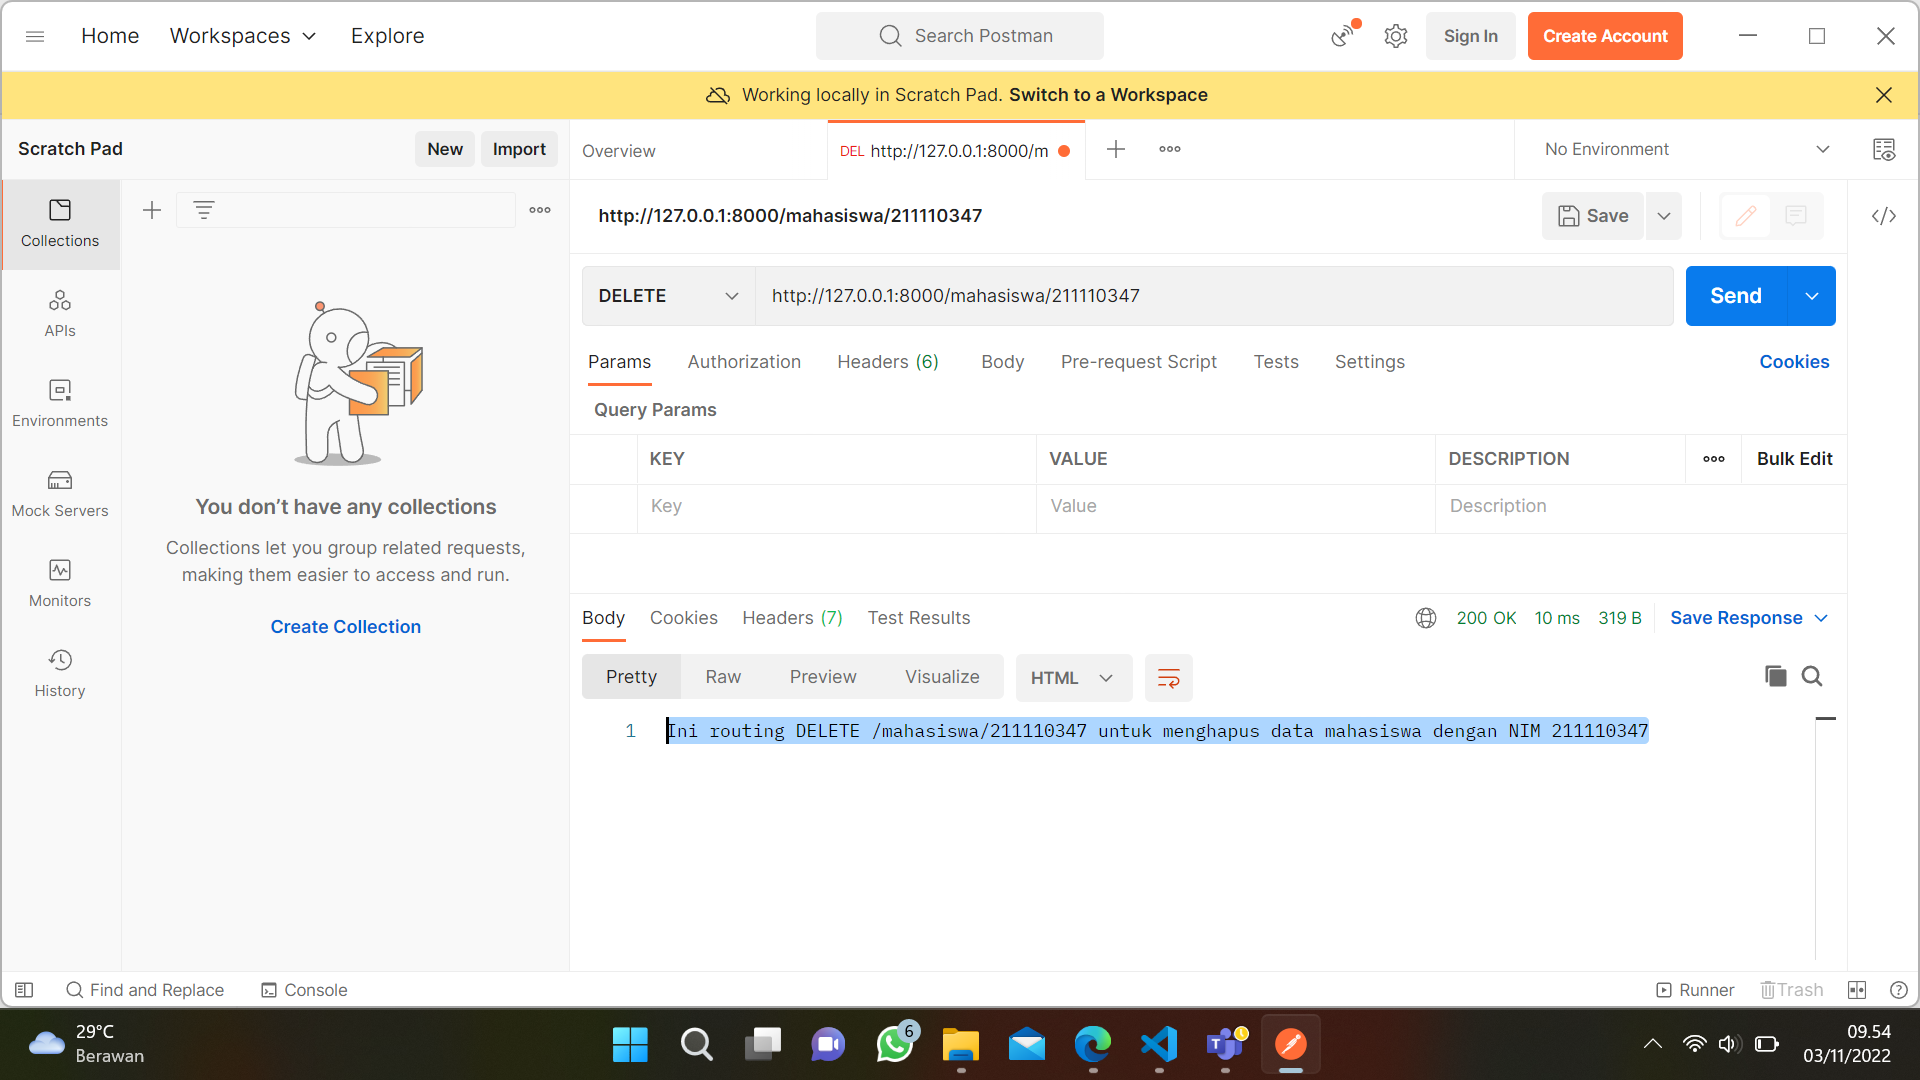 Home
Workspaces
Explore
Search Postman
Sign In
Create Account
Working locally in Scratch Pad. Switch to a Workspace
Scratch Pad
New
Import
Overview
DEL http://127.0.0.1:8000/m
No Environment
Collections
APIs
Environments
Mock Servers
Monitors
History
You don’t have any collections
Collections let you group related requests,
making them easier to access and run.
Create Collection
http://127.0.0.1:8000/mahasiswa/211110347
Save
DELETE
http://127.0.0.1:8000/mahasiswa/211110347
Send
Params
Authorization
Headers (6)
Body
Pre-request Script
Tests
Settings
Cookies
Query Params
KEY
VALUE
DESCRIPTION
Bulk Edit
Key
Value
Description
Body
Cookies
Headers (7)
Test Results
200 OK
10 ms
319 B
Save Response
Pretty
Raw
Preview
Visualize
HTML
1
Ini routing DELETE /mahasiswa/211110347 untuk menghapus data mahasiswa dengan NIM 211110347
Find and Replace
Console
Runner
Trash
29°C
Berawan
6
09.54
03/11/2022